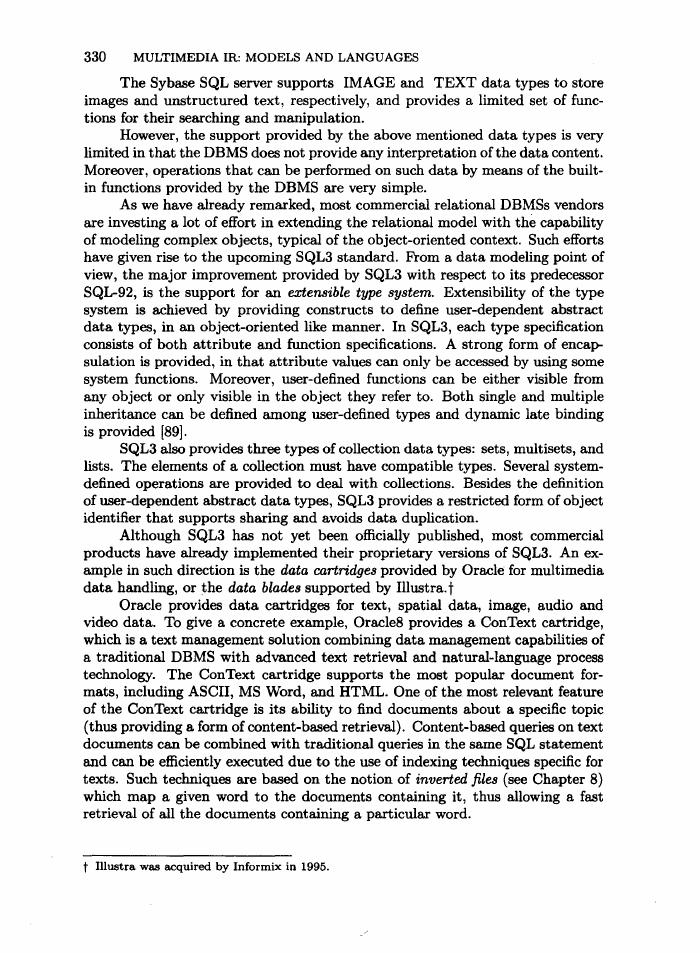 330 MULTIMEDIA IR: MODELS AND LANGUAGES
The Sybase SQL server supports IMAGE and TEXT data types to store
images and unstructured text, respectively, and provides a limited set of func-
tions for their searching and manipulation.
However, the support provided by the above mentioned data types is very
limited in that the DBMS does not provide any interpretation of the data content.
Moreover, operations that can be performed on such data by means of the built-
in functions provided by the DBMS are very simple.
As we have already remarked, most commercial relational DBMSs vendors
are investing a lot of effort in extending the relational model with the capability
of modeling complex objects, typical of the object-oriented context. Such efforts
have given rise to the upcoming SQL3 standard. From a data modeling point of
view, the major improvement provided by SQL3 with respect to its predecessor
SQL-92, is the support for an extensible type system. Extensibility of the type
system is achieved by providing constructs to define user-dependent abstract
data types, in an object-oriented like manner. In SQL3, each type specification
consists of both attribute and function specifications. A strong form of encap-
sulation is provided, in that attribute values can only be accessed by using some
system functions. Moreover, user-defined functions can be either visible from
any object or only visible in the object they refer to. Both single and multiple
inheritance can be defined among user-defined types and dynamic late binding
is provided [89].
SQL3 also provides three types of collection data types: sets, multisets, and
lists. The elements of a collection must have compatible types. Several system-
defined operations are provided to deal with collections. Besides the definition
of user-dependent abstract data types, SQL3 provides a restricted form of object
identifier that supports sharing and avoids data duplication.
Although SQL3 has not yet been officially published, most commercial
products have already implemented their proprietary versions of SQL3. An ex-
ample in such direction is the data cartridges provided by Oracle for multimedia
data handling, or the data blades supported by Illustra.†
Oracle provides data cartridges for text, spatial data, image, audio and
video data. To give a concrete example, Oracle8 provides a ConText cartridge,
which is a text management solution combining data management capabilities of
a traditional DBMS with advanced text retrieval and natural-language process
technology. The ConText cartridge supports the most popular document for-
mats, including ASCII, MS Word, and HTML. One of the most relevant feature
of the ConText cartridge is its ability to find documents about a specific topic
(thus providing a form of content-based retrieval). Content-based queries on text
documents can be combined with traditional queries in the same SQL statement
and can be efficiently executed due to the use of indexing techniques specific for
texts. Such techniques are based on the notion of inverted files (see Chapter 8)
which map a given word to the documents containing it, thus allowing a fast
retrieval of all the documents containing a particular word.
† Illustra was acquired by Informix in 1995.